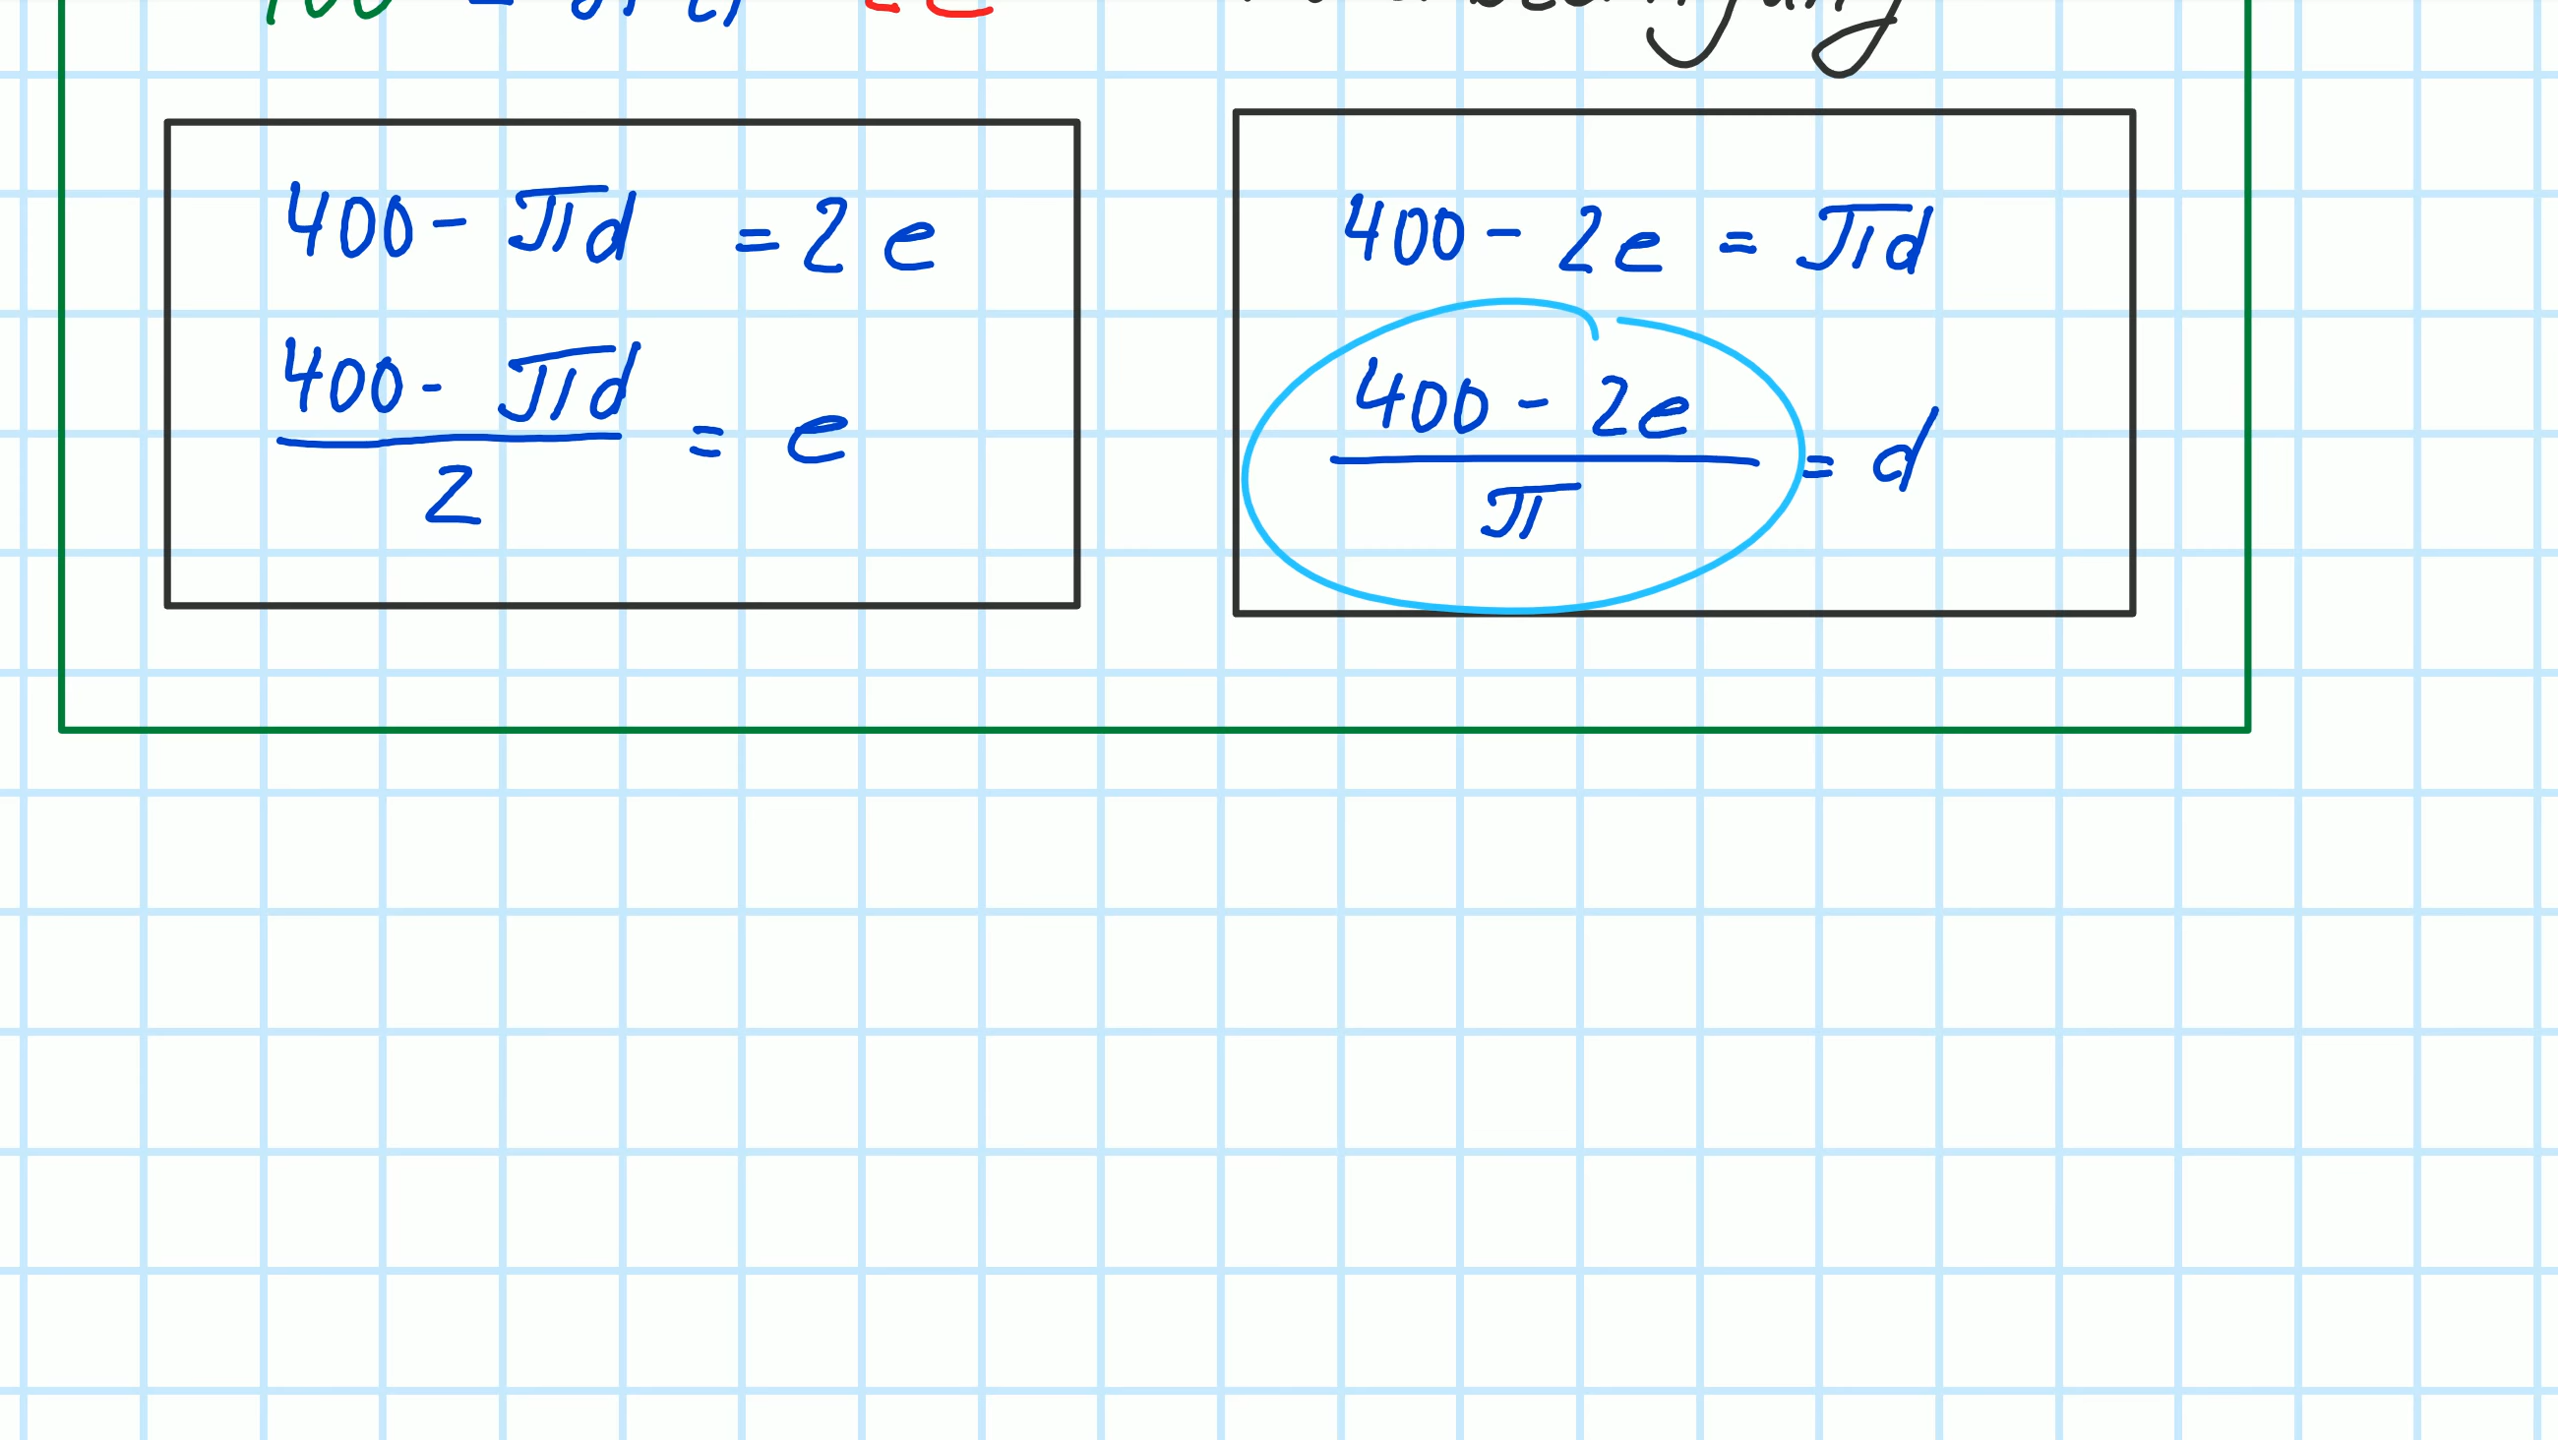 400 - πd = 2e
400 - πd
2
= e
400 - 2e = πd
400 - 2e
π
= d